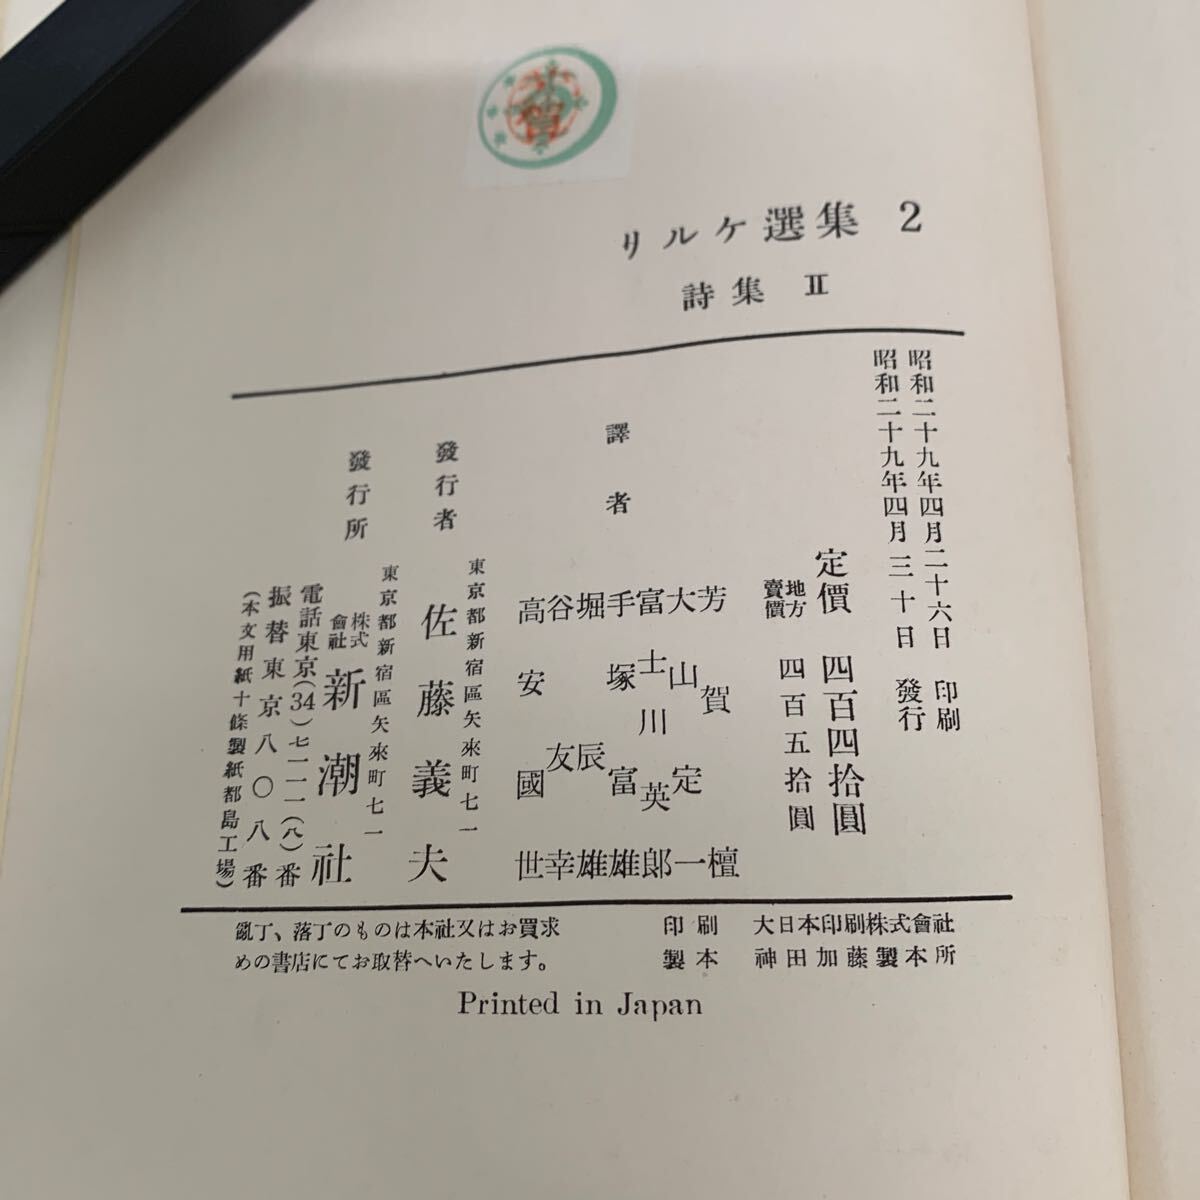 リルケ選集 2
詩集 II
昭和二十九年四月二十六日 印刷
昭和二十九年四月三十日 發行
定價 四百四拾圓
地方賣價 四百五拾圓
譯者
芳賀檀
大山定一
富士川英郎
手塚富雄
堀辰雄
谷友幸
高安國世
發行者
東京都新宿區矢來町七一
佐藤義夫
發行所
東京都新宿區矢來町七一
株式會社 新潮社
電話東京(34)七一一一(八)番
振替東京八〇八番
(本文用紙十條製紙都島工場)
亂丁、落丁のものは本社又はお買求
めの書店にてお取替へいたします。
印刷 大日本印刷株式會社
製本 神田加藤製本所
Printed in Japan